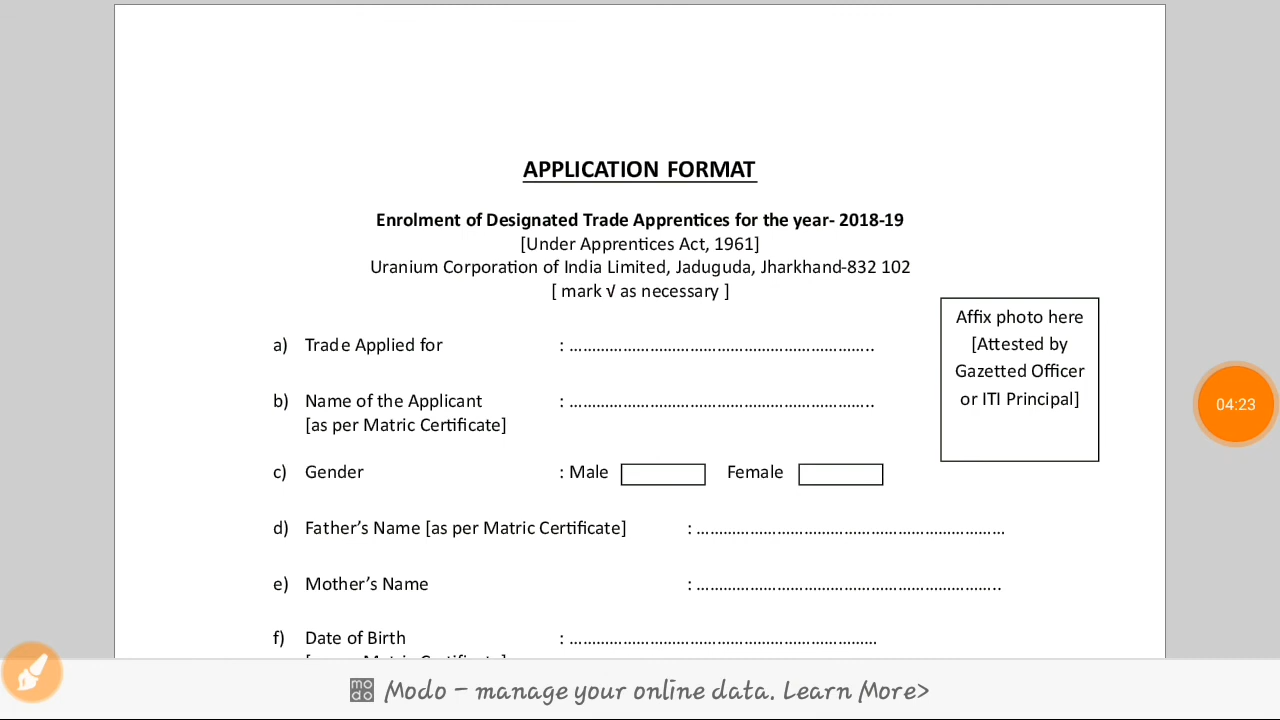 APPLICATION FORMAT
Enrolment of Designated Trade Apprentices for the year- 2018-19
[Under Apprentices Act, 1961]
Uranium Corporation of India Limited, Jaduguda, Jharkhand-832 102
[ mark √ as necessary ]
Affix photo here
[Attested by
Gazetted Officer
or ITI Principal]
a) Trade Applied for : ………………………………………………………..
b) Name of the Applicant : ………………………………………………………..
[as per Matric Certificate]
c) Gender : Male Female
d) Father’s Name [as per Matric Certificate] : …………………………………………………………
e) Mother’s Name : ………………………………………………………..
f) Date of Birth : …………………………………………………………
04:23
modo Modo – manage your online data. Learn More>